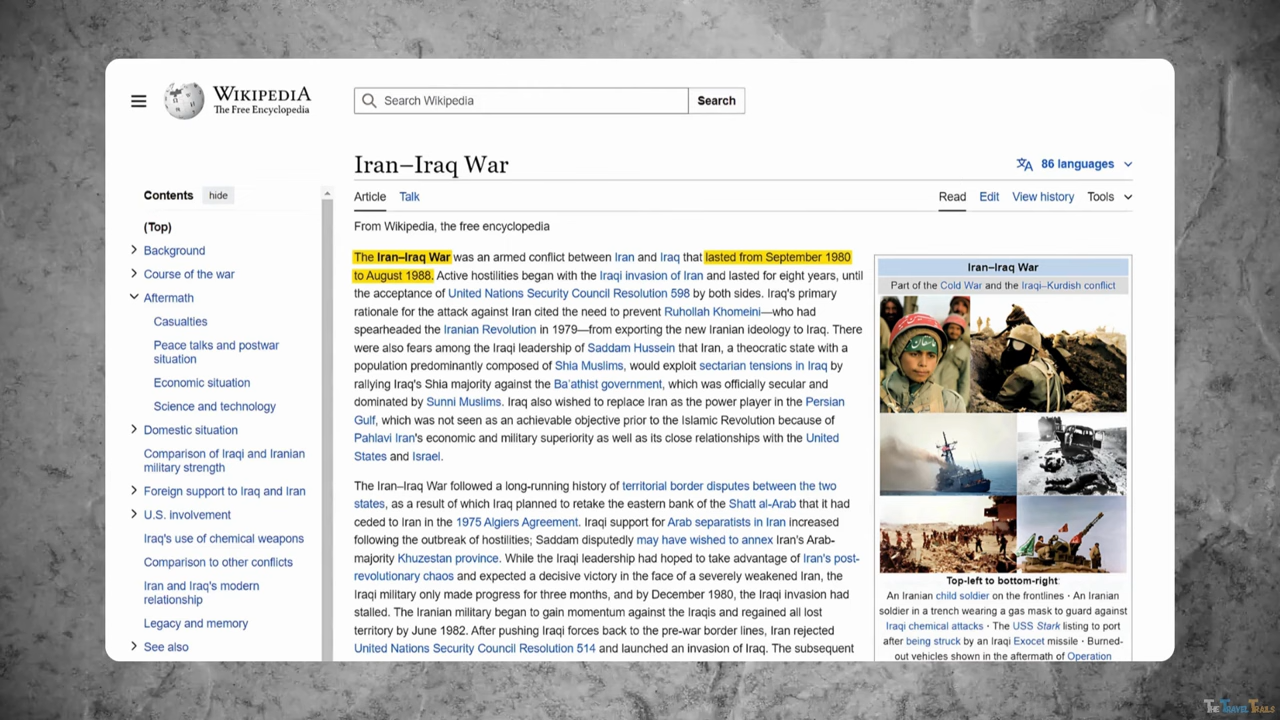 WIKIPEDIA
The Free Encyclopedia
Search Wikipedia
Search
Iran–Iraq War
86 languages
Article
Talk
Read
Edit
View history
Tools
From Wikipedia, the free encyclopedia
Contents
hide
(Top)
Background
Course of the war
Aftermath
Casualties
Peace talks and postwar
situation
Economic situation
Science and technology
Domestic situation
Comparison of Iraqi and Iranian
military strength
Foreign support to Iraq and Iran
U.S. involvement
Iraq's use of chemical weapons
Comparison to other conflicts
Iran and Iraq's modern
relationship
Legacy and memory
See also
The Iran–Iraq War was an armed conflict between Iran and Iraq that lasted from September 1980
to August 1988. Active hostilities began with the Iraqi invasion of Iran and lasted for eight years, until
the acceptance of United Nations Security Council Resolution 598 by both sides. Iraq's primary
rationale for the attack against Iran cited the need to prevent Ruhollah Khomeini—who had
spearheaded the Iranian Revolution in 1979—from exporting the new Iranian ideology to Iraq. There
were also fears among the Iraqi leadership of Saddam Hussein that Iran, a theocratic state with a
population predominantly composed of Shia Muslims, would exploit sectarian tensions in Iraq by
rallying Iraq's Shia majority against the Baʽathist government, which was officially secular and
dominated by Sunni Muslims. Iraq also wished to replace Iran as the power player in the Persian
Gulf, which was not seen as an achievable objective prior to the Islamic Revolution because of
Pahlavi Iran's economic and military superiority as well as its close relationships with the United
States and Israel.
The Iran–Iraq War followed a long-running history of territorial border disputes between the two
states, as a result of which Iraq planned to retake the eastern bank of the Shatt al-Arab that it had
ceded to Iran in the 1975 Algiers Agreement. Iraqi support for Arab separatists in Iran increased
following the outbreak of hostilities; Saddam disputedly may have wished to annex Iran's Arab-
majority Khuzestan province. While the Iraqi leadership had hoped to take advantage of Iran's post-
revolutionary chaos and expected a decisive victory in the face of a severely weakened Iran, the
Iraqi military only made progress for three months, and by December 1980, the Iraqi invasion had
stalled. The Iranian military began to gain momentum against the Iraqis and regained all lost
territory by June 1982. After pushing Iraqi forces back to the pre-war border lines, Iran rejected
United Nations Security Council Resolution 514 and launched an invasion of Iraq. The subsequent
Iran–Iraq War
Part of the Cold War and the Iraqi–Kurdish conflict
Top-left to bottom-right:
An Iranian child soldier on the frontlines · An Iranian
soldier in a trench wearing a gas mask to guard against
Iraqi chemical attacks · The USS Stark listing to port
after being struck by an Iraqi Exocet missile · Burned-
out vehicles shown in the aftermath of Operation
THE TRAVEL TRAILS